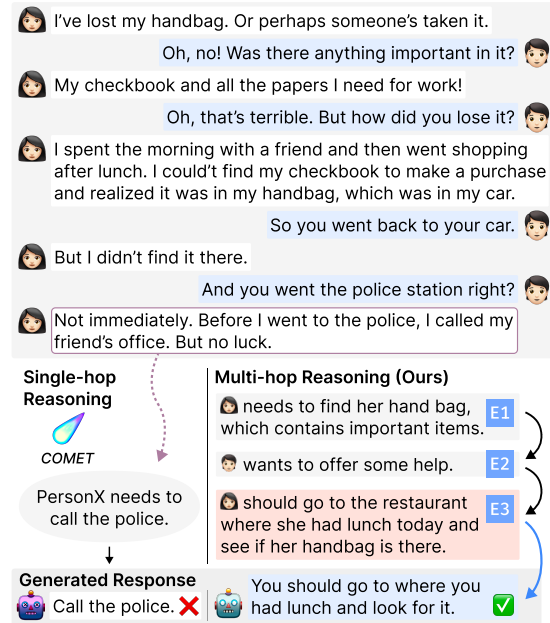 I've lost my handbag. Or perhaps someone's taken it.
Oh, no! Was there anything important in it?
My checkbook and all the papers I need for work!
Oh, that's terrible. But how did you lose it?
I spent the morning with a friend and then went shopping
after lunch. I could't find my checkbook to make a purchase
and realized it was in my handbag, which was in my car.
So you went back to your car.
But I didn't find it there.
And you went the police station right?
Not immediately. Before I went to the police, I called my
friend's office. But no luck.
Single-hop
Reasoning
COMET
PersonX needs to
call the police.
Multi-hop Reasoning (Ours)
needs to find her hand bag,
which contains important items.
E1
wants to offer some help.
E2
should go to the restaurant
where she had lunch today and
see if her handbag is there.
E3
Generated Response
Call the police.
You should go to where you
had lunch and look for it.